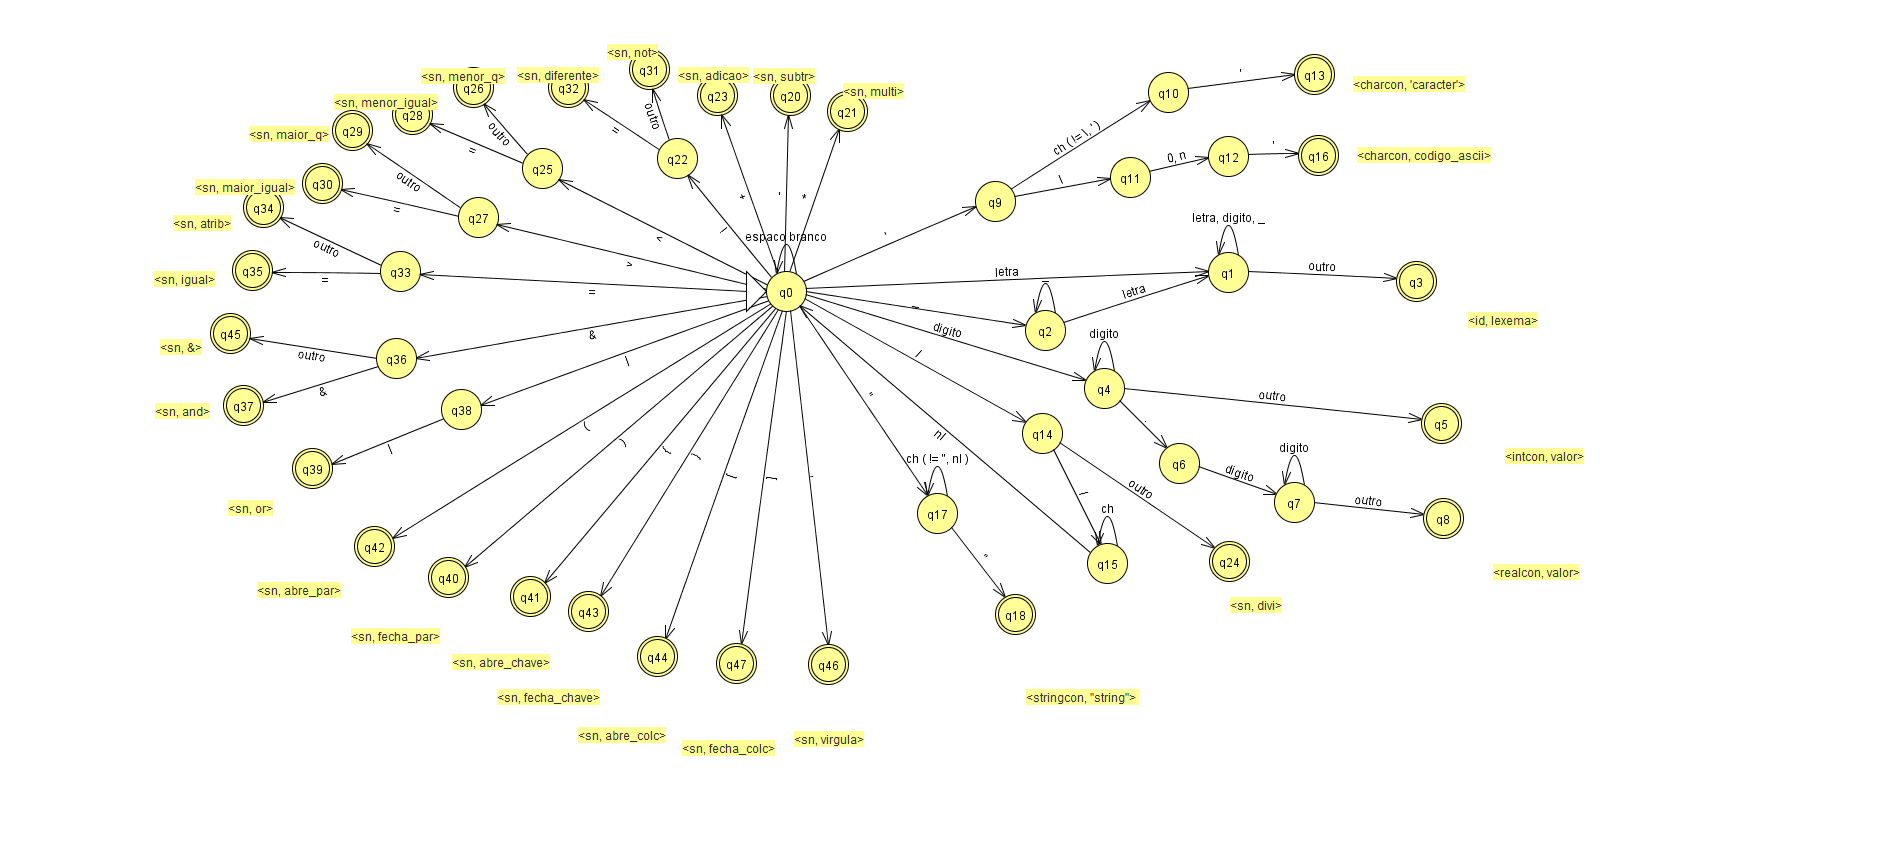 <sn, not>
q31
<sn, menor_q>
q26
<sn, diferente>
q32
<sn, adicao>
q23
<sn, subtr>
q20
<sn, multi>
q21
<sn, menor_igual>
q28
<sn, maior_q>
q29
outro
=
outro
=
outro
q22
q25
q10
'
q13
<charcon, 'caracter'>
ch ( != \, ' )
q9
\
q11
0, n
q12
'
q16
<charcon, codigo_ascii>
<sn, maior_igual>
q30
q34
outro
=
q27
<sn, atrib>
outro
q33
=
q35
<sn, igual>
<
>
=
!
+
-
*
espaco branco
q0
'
letra
letra, digito, _
q1
outro
q3
<id, lexema>
_
_
q2
letra
digito
digito
q4
outro
q5
<intcon, valor>
.
q6
digito
digito
q7
outro
q8
<realcon, valor>
q45
<sn, &>
outro
q36
&
&
q37
<sn, and>
|
q38
|
q39
<sn, or>
(
q42
<sn, abre_par>
)
q40
<sn, fecha_par>
{
q41
<sn, abre_chave>
}
q43
<sn, fecha_chave>
[
q44
<sn, abre_colc>
]
q47
<sn, fecha_colc>
,
q46
<sn, virgula>
"
ch ( != ", nl )
q17
"
q18
<stringcon, "string">
/
q14
/
nl
ch
q15
outro
q24
<sn, divi>